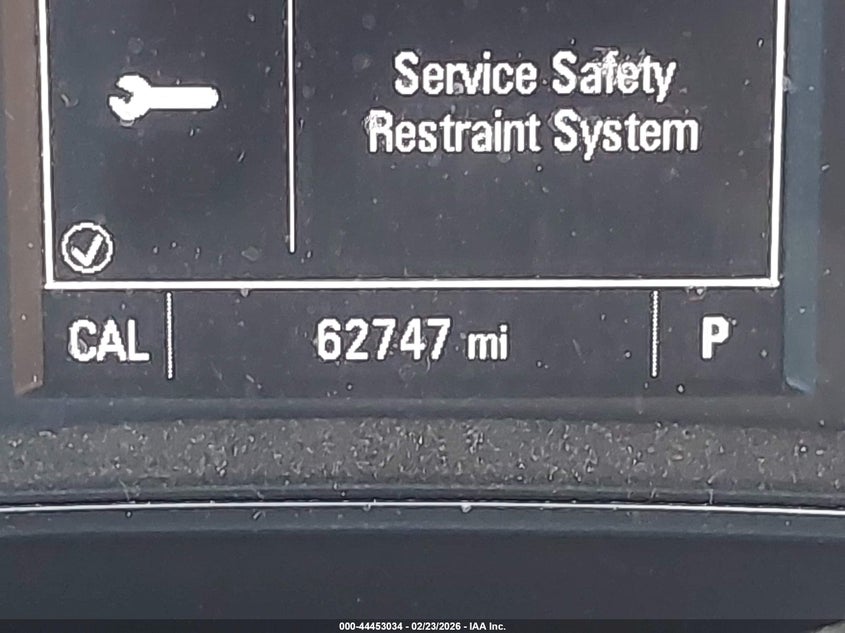 Service Safety
Restraint System
CAL 62747 mi P
000-44453034 - 02/23/2026 - IAA Inc.